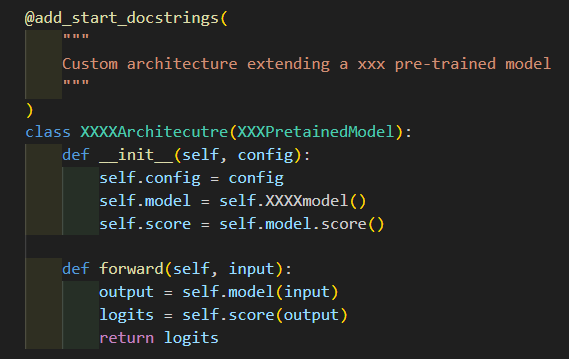 @add_start_docstrings(
    """
    Custom architecture extending a xxx pre-trained model
    """
)
class XXXXArchitecutre(XXXPretainedModel):
    def __init__(self, config):
        self.config = config
        self.model = self.XXXXmodel()
        self.score = self.model.score()

    def forward(self, input):
        output = self.model(input)
        logits = self.score(output)
        return logits